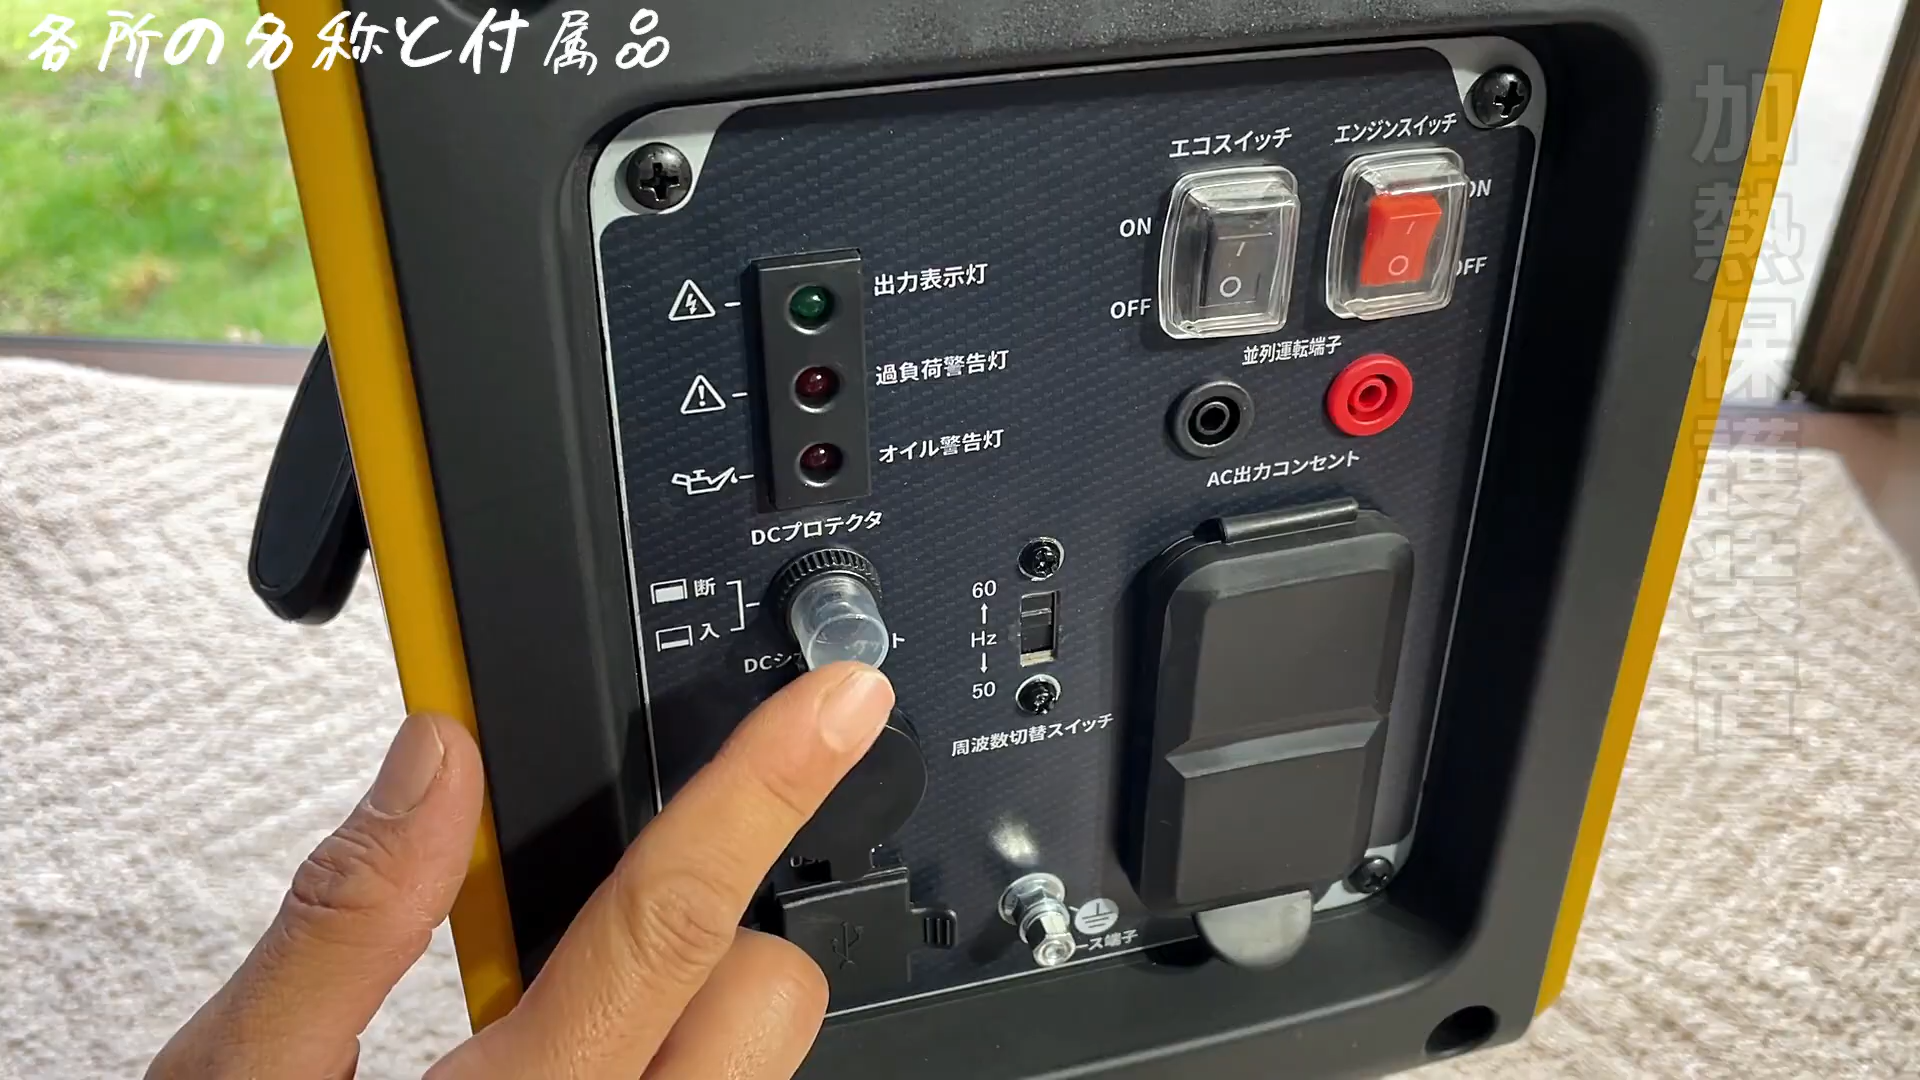 各所の名称と付属品
加熱保護装置
エコスイッチ
エンジンスイッチ
ON
OFF
ON
OFF
出力表示灯
過負荷警告灯
オイル警告灯
並列運転端子
AC出力コンセント
DCプロテクタ
断
入
60
Hz
50
周波数切替スイッチ
ース端子